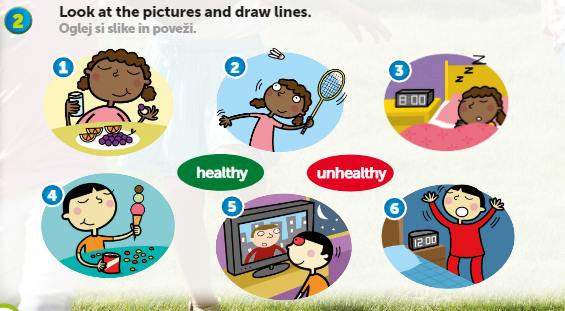 2
Look at the pictures and draw lines.
Oglej si slike in poveži.
1
2
3
z z Z
8:00
healthy
unhealthy
4
5
6
12:00